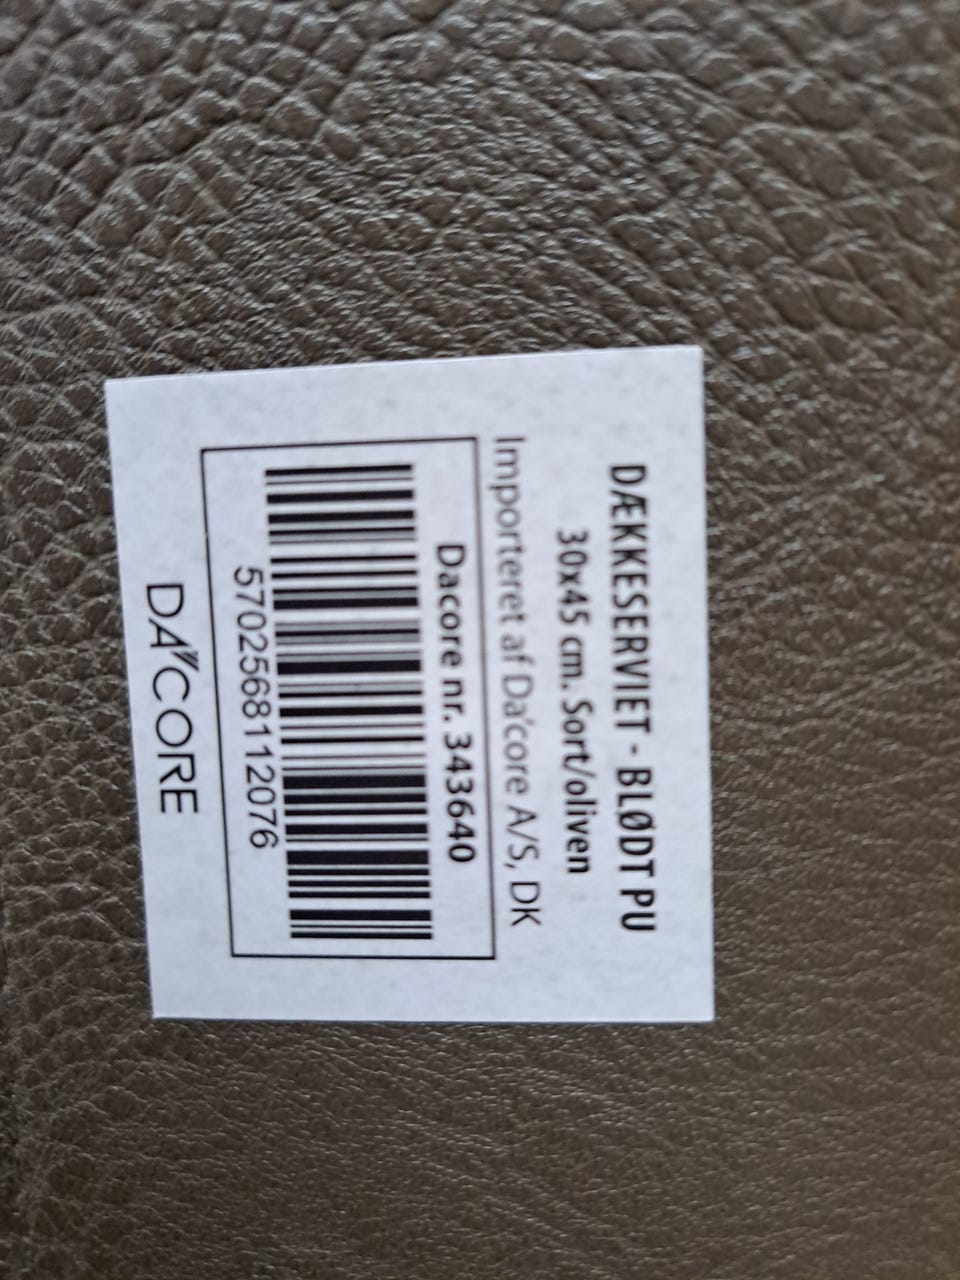 DÆKKESERVIET - BLØDT PU
30x45 cm. Sort/oliven
Importeret af Da'core A/S, DK
Dacore nr. 343640
5702568112076
DA"CORE